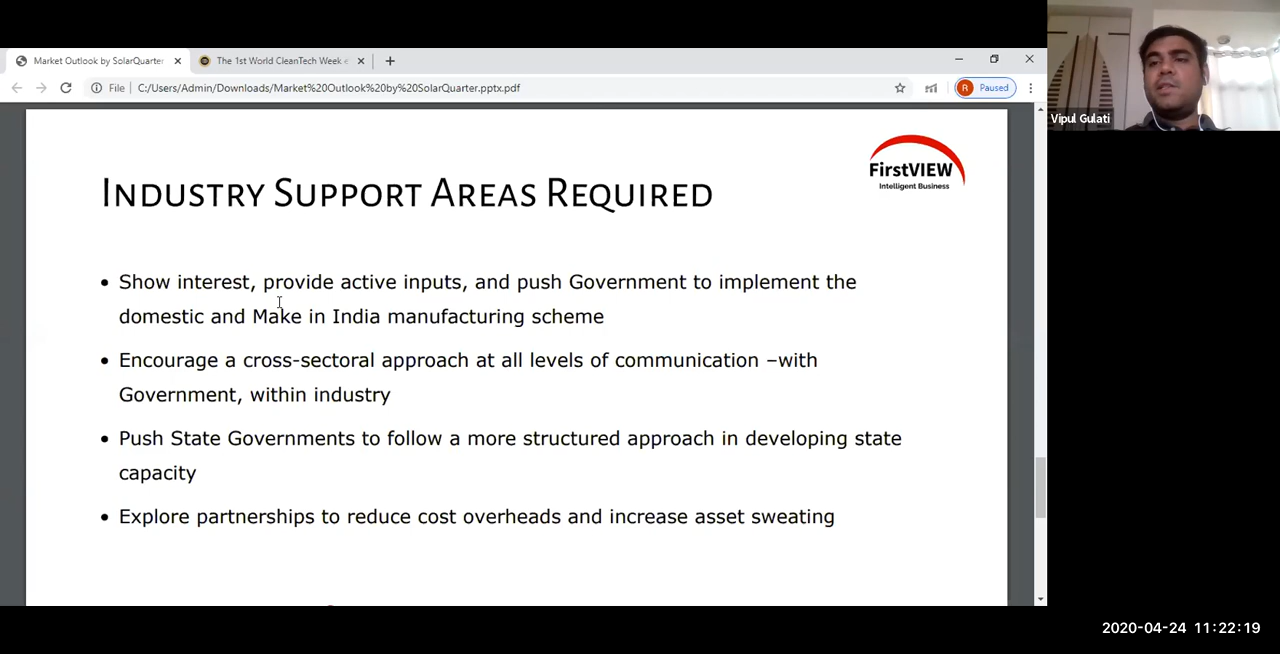 Market Outlook by SolarQuarter
The 1st World CleanTech Week e
File
C:/Users/Admin/Downloads/Market%20Outlook%20by%20SolarQuarter.pptx.pdf
R
Paused
Vipul Gulati
FirstVIEW
Intelligent Business
INDUSTRY SUPPORT AREAS REQUIRED
• Show interest, provide active inputs, and push Government to implement the
domestic and Make in India manufacturing scheme
• Encourage a cross-sectoral approach at all levels of communication –with
Government, within industry
• Push State Governments to follow a more structured approach in developing state
capacity
• Explore partnerships to reduce cost overheads and increase asset sweating
2020-04-24 11:22:19